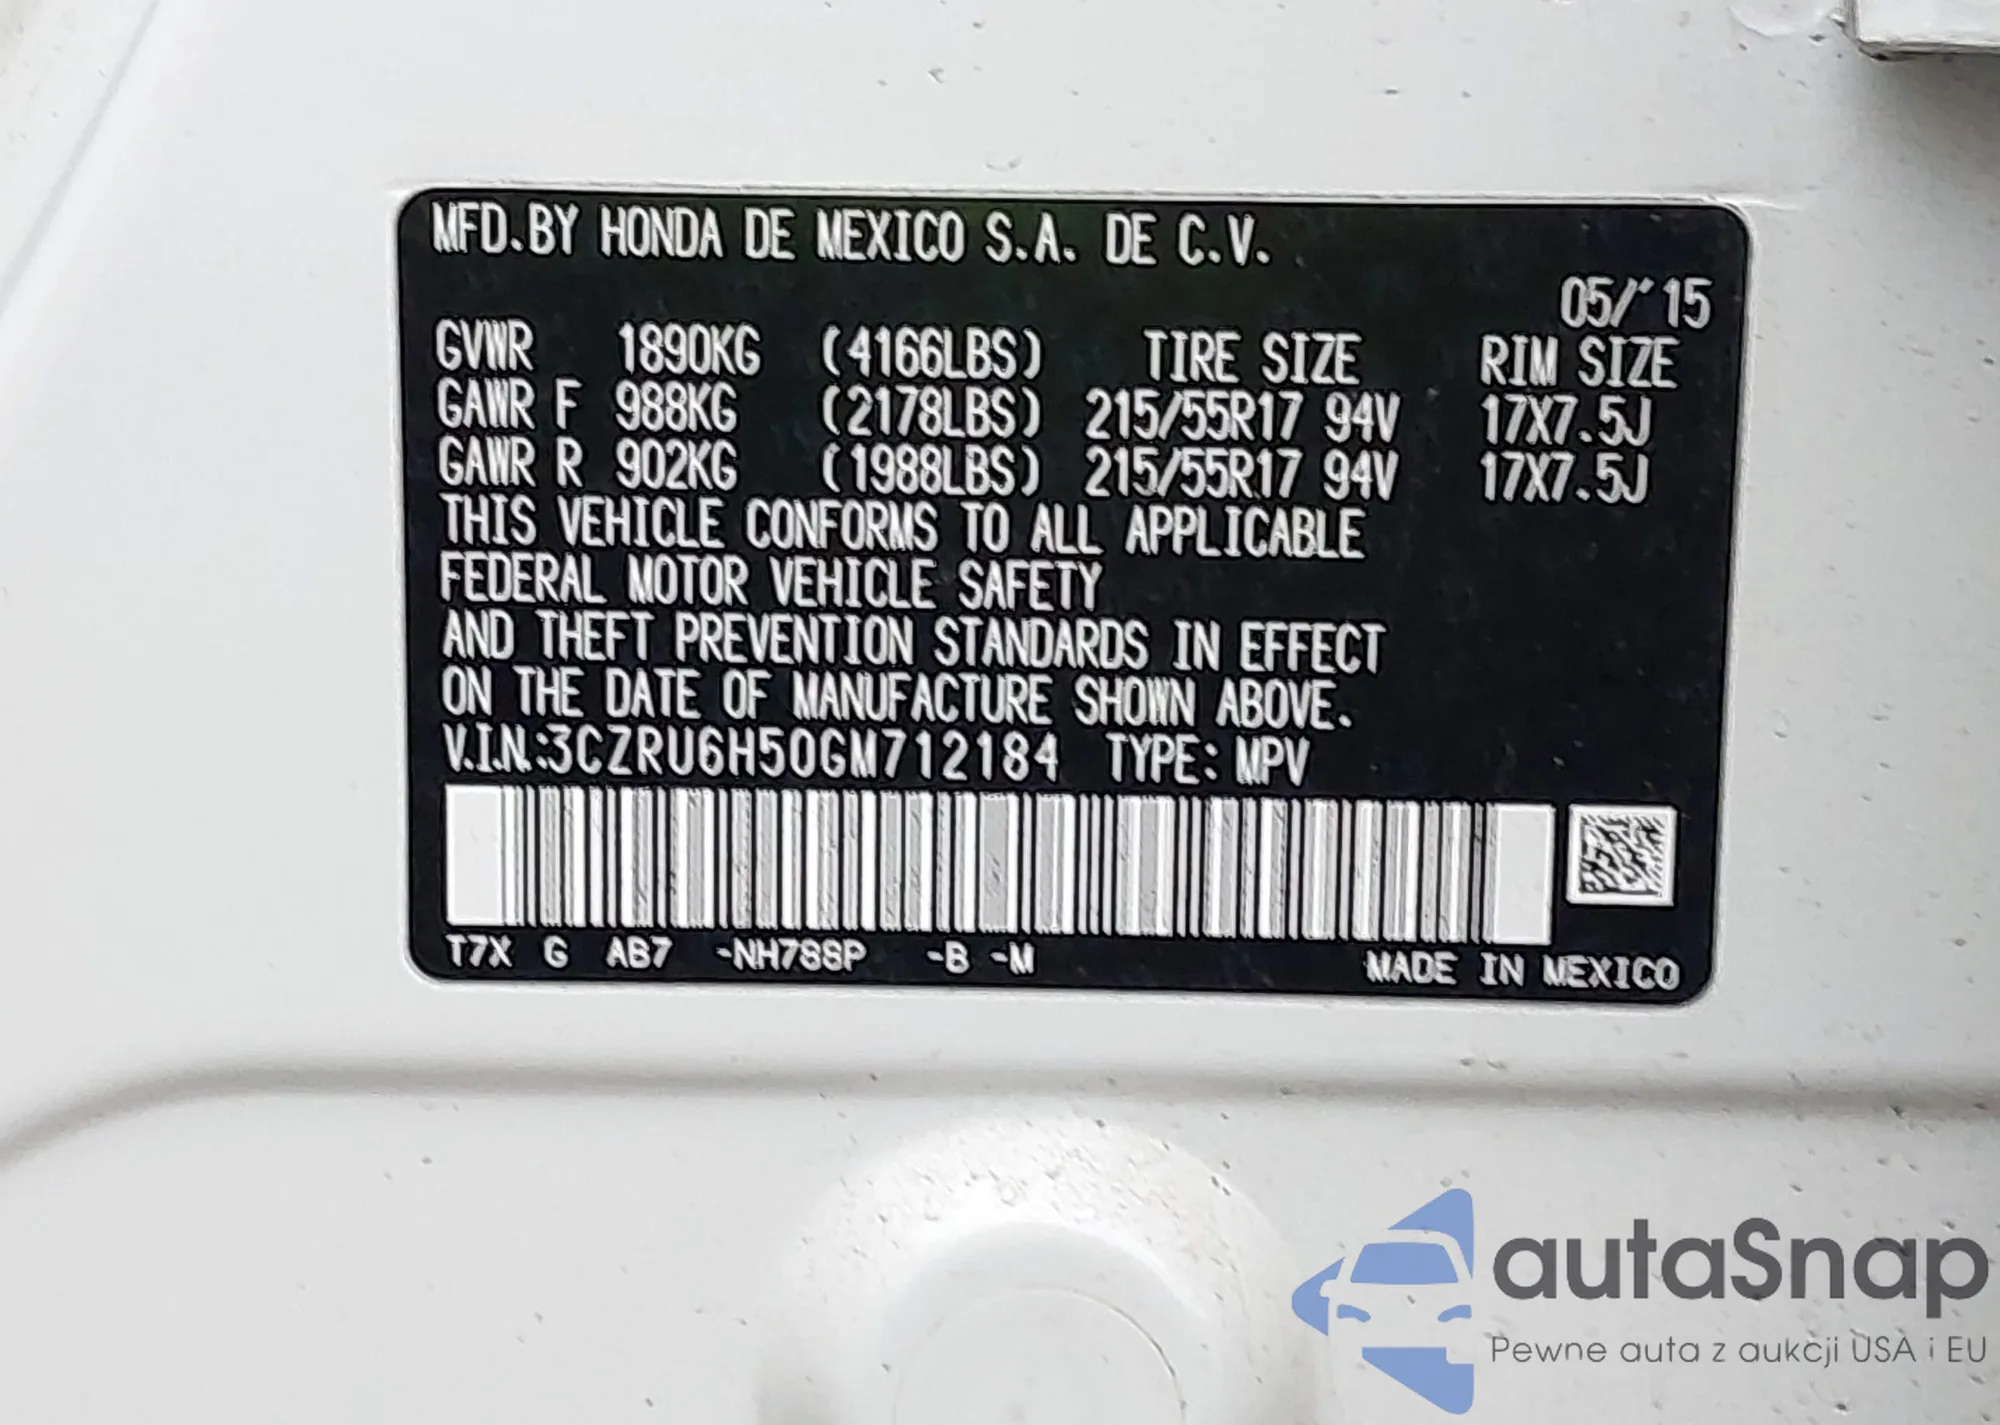 MFD.BY HONDA DE MEXICO S.A. DE C.V.
05/'15
GVWR 1890KG (4166LBS) TIRE SIZE RIM SIZE
GAWR F 988KG (2178LBS) 215/55R17 94V 17X7.5J
GAWR R 902KG (1988LBS) 215/55R17 94V 17X7.5J
THIS VEHICLE CONFORMS TO ALL APPLICABLE
FEDERAL MOTOR VEHICLE SAFETY
AND THEFT PREVENTION STANDARDS IN EFFECT
ON THE DATE OF MANUFACTURE SHOWN ABOVE.
V.I.N.:3CZRU6H50GM712184 TYPE: MPV
T7X G AB7 -NH788P -B -M MADE IN MEXICO
autaSnap
Pewne auta z aukcji USA i EU